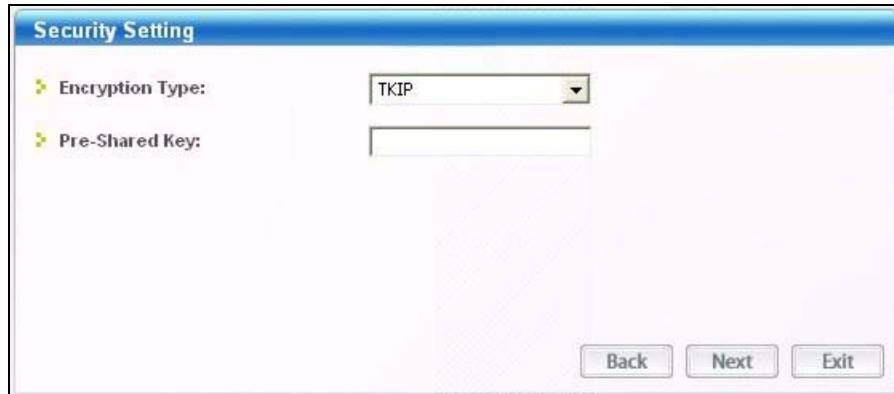 Security Setting
Encryption Type: TKIP
Pre-Shared Key:
Back Next Exit